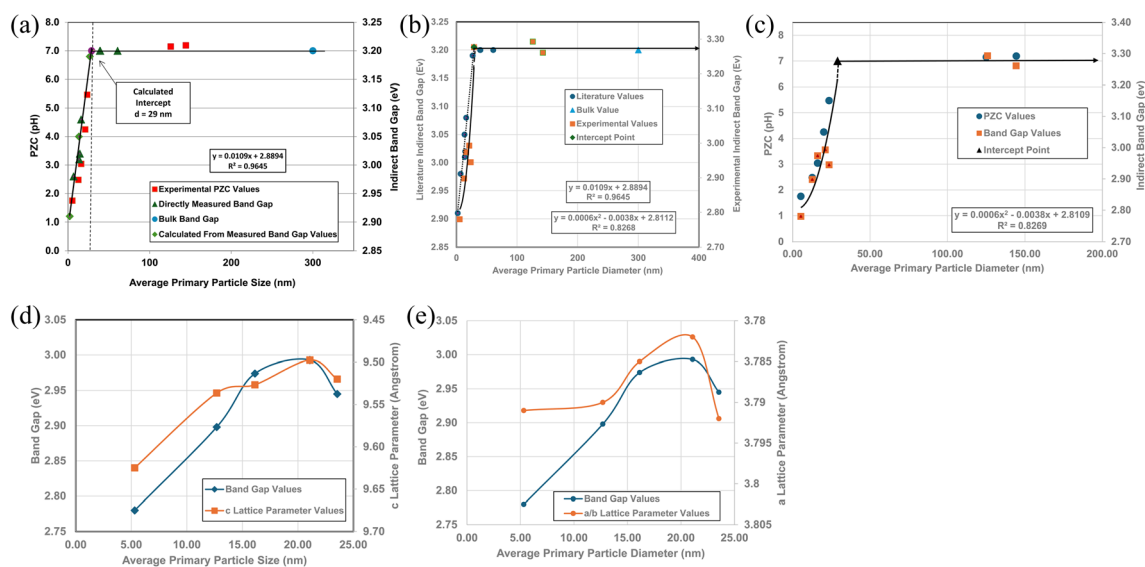 (a)
PZC (pH)
8.0
7.0
6.0
5.0
4.0
3.0
2.0
1.0
0.0
3.25
3.20
3.15
3.10
3.05
3.00
2.95
2.90
2.85
Indirect Band Gap (eV)
Calculated
Intercept
d = 29 nm
y = 0.0109x + 2.8894
R² = 0.9645
Experimental PZC Values
Directly Measured Band Gap
Bulk Band Gap
Calculated From Measured Band Gap Values
0 100 200 300
Average Primary Particle Size (nm)
(b)
Literature Indirect Band Gap (Ev)
3.25
3.20
3.15
3.10
3.05
3.00
2.95
2.90
2.85
3.30
3.20
3.10
3.00
2.90
2.80
2.70
Experimental Indirect Band Gap (eV)
Literature Values
Bulk Value
Experimental Values
Intercept Point
y = 0.0109x + 2.8894
R² = 0.9645
y = 0.0006x² - 0.0038x + 2.8112
R² = 0.8268
0 100 200 300 400
Average Primary Particle Diameter (nm)
(c)
PZC (pH)
8
7
6
5
4
3
2
1
0
3.40
3.30
3.20
3.10
3.00
2.90
2.80
2.70
Indirect Band Gap (eV)
PZC Values
Band Gap Values
Intercept Point
y = 0.0006x² - 0.0038x + 2.8109
R² = 0.8269
0.00 50.00 100.00 150.00 200.00
Average Primary Particle Diameter (nm)
(d)
Band Gap (eV)
3.05
3.00
2.95
2.90
2.85
2.80
2.75
9.45
9.50
9.55
9.60
9.65
9.70
c Lattice Parameter (Angstrom)
Band Gap Values
c Lattice Parameter Values
0.00 5.00 10.00 15.00 20.00 25.00
Average Primary Particle Size (nm)
(e)
Band Gap (eV)
3.05
3.00
2.95
2.90
2.85
2.80
2.75
3.78
3.785
3.79
3.795
3.8
3.805
a Lattice Parameter (Angstrom)
Band Gap Values
a/b Lattice Parameter Values
0.00 5.00 10.00 15.00 20.00 25.00
Average Primary Particle Diameter (nm)